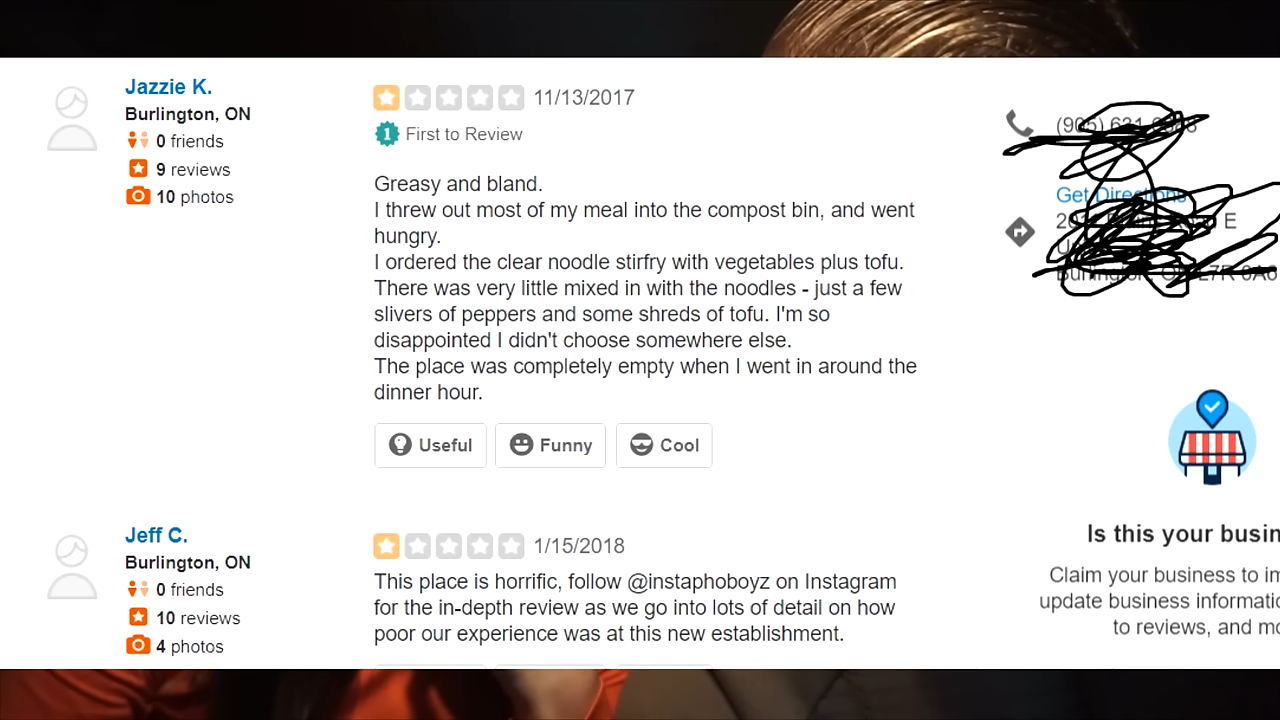 Jazzie K.
Burlington, ON
0 friends
9 reviews
10 photos
11/13/2017
1 First to Review
Greasy and bland.
I threw out most of my meal into the compost bin, and went
hungry.
I ordered the clear noodle stirfry with vegetables plus tofu.
There was very little mixed in with the noodles - just a few
slivers of peppers and some shreds of tofu. I'm so
disappointed I didn't choose somewhere else.
The place was completely empty when I went in around the
dinner hour.
Useful
Funny
Cool
Jeff C.
Burlington, ON
0 friends
10 reviews
4 photos
1/15/2018
This place is horrific, follow @instaphoboyz on Instagram
for the in-depth review as we go into lots of detail on how
poor our experience was at this new establishment.
Get Directions
E
Is this your busin
Claim your business to im
update business informatio
to reviews, and mo